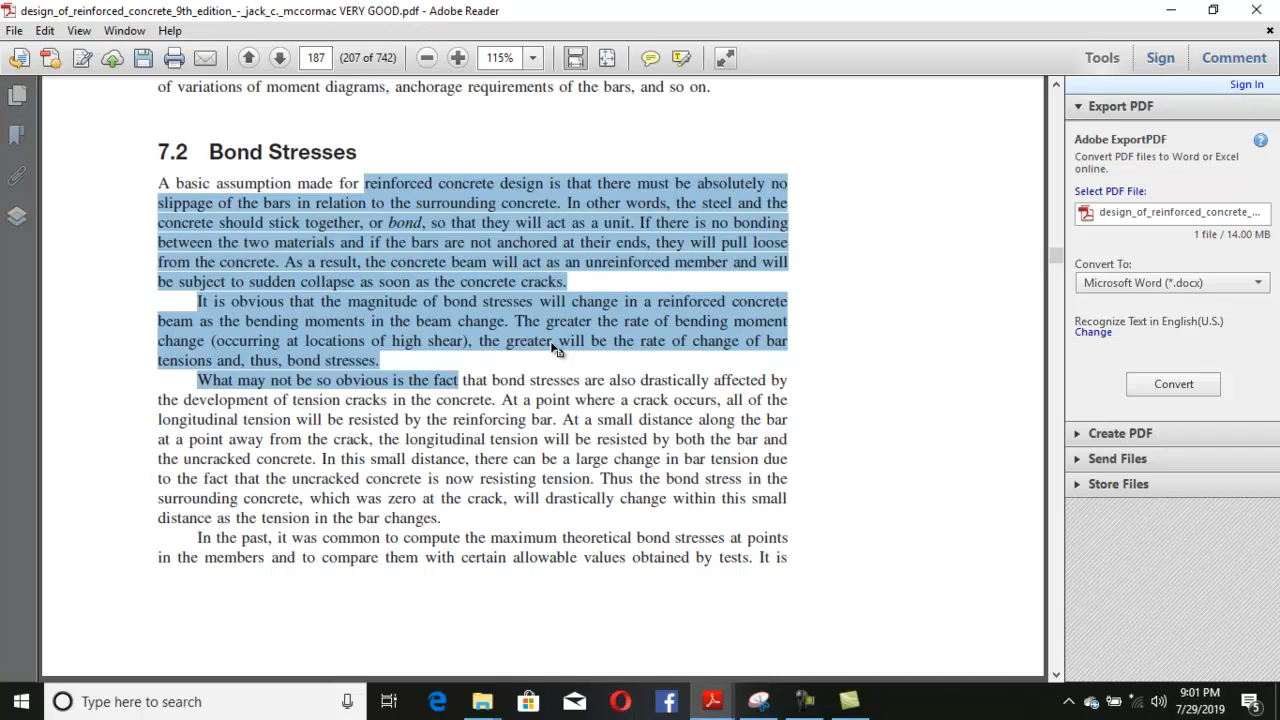 design_of_reinforced_concrete_9th_edition_-_jack_c._mccormac VERY GOOD.pdf - Adobe Reader
File Edit View Window Help
187 (207 of 742) 115% Tools Sign Comment
Sign In
of variations of moment diagrams, anchorage requirements of the bars, and so on.
7.2 Bond Stresses
A basic assumption made for reinforced concrete design is that there must be absolutely no
slippage of the bars in relation to the surrounding concrete. In other words, the steel and the
concrete should stick together, or bond, so that they will act as a unit. If there is no bonding
between the two materials and if the bars are not anchored at their ends, they will pull loose
from the concrete. As a result, the concrete beam will act as an unreinforced member and will
be subject to sudden collapse as soon as the concrete cracks.
It is obvious that the magnitude of bond stresses will change in a reinforced concrete
beam as the bending moments in the beam change. The greater the rate of bending moment
change (occurring at locations of high shear), the greater will be the rate of change of bar
tensions and, thus, bond stresses.
What may not be so obvious is the fact that bond stresses are also drastically affected by
the development of tension cracks in the concrete. At a point where a crack occurs, all of the
longitudinal tension will be resisted by the reinforcing bar. At a small distance along the bar
at a point away from the crack, the longitudinal tension will be resisted by both the bar and
the uncracked concrete. In this small distance, there can be a large change in bar tension due
to the fact that the uncracked concrete is now resisting tension. Thus the bond stress in the
surrounding concrete, which was zero at the crack, will drastically change within this small
distance as the tension in the bar changes.
In the past, it was common to compute the maximum theoretical bond stresses at points
in the members and to compare them with certain allowable values obtained by tests. It is
Export PDF
Adobe ExportPDF
Convert PDF files to Word or Excel
online.
Select PDF File:
design_of_reinforced_concrete_...
1 file / 14.00 MB
Convert To:
Microsoft Word (*.docx)
Recognize Text in English(U.S.)
Change
Convert
Create PDF
Send Files
Store Files
Type here to search
9:01 PM
7/29/2019
5